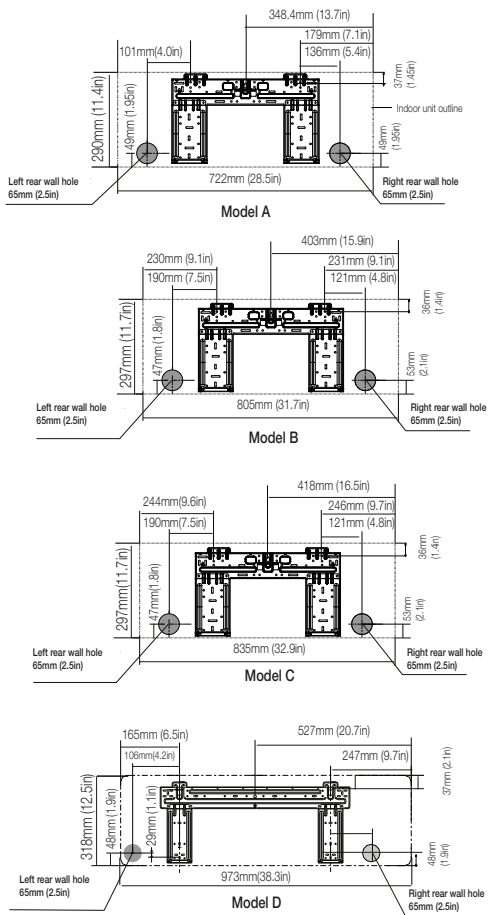 348.4mm (13.7in)
179mm (7.1in)
101mm(4.0in)
136mm (5.4in)
37mm
(1.45in)
Indoor unit outline
290mm (11.4in)
49mm (1.95in)
49mm
(1.95in)
Left rear wall hole
65mm (2.5in)
722mm (28.5in)
Right rear wall hole
65mm (2.5in)
Model A
403mm (15.9in)
230mm (9.1in)
231mm (9.1in)
190mm (7.5in)
121mm (4.8in)
36mm
(1.4in)
297mm (11.7in)
47mm(1.8in)
53mm
(2.1in)
Left rear wall hole
65mm (2.5in)
805mm (31.7in)
Right rear wall hole
65mm (2.5in)
Model B
418mm (16.5in)
244mm(9.6in)
246mm (9.7in)
190mm(7.5in)
121mm (4.8in)
36mm
(1.4in)
297mm(11.7in)
47mm(1.8in)
53mm
(2.1in)
Left rear wall hole
65mm (2.5in)
835mm (32.9in)
Right rear wall hole
65mm (2.5in)
Model C
527mm (20.7in)
165mm (6.5in)
247mm (9.7in)
106mm(4.2in)
37mm (2.1in)
318mm (12.5in)
48mm (1.9in)
29mm (1.1in)
48mm
(1.9in)
Left rear wall hole
65mm (2.5in)
973mm(38.3in)
Right rear wall hole
65mm (2.5in)
Model D